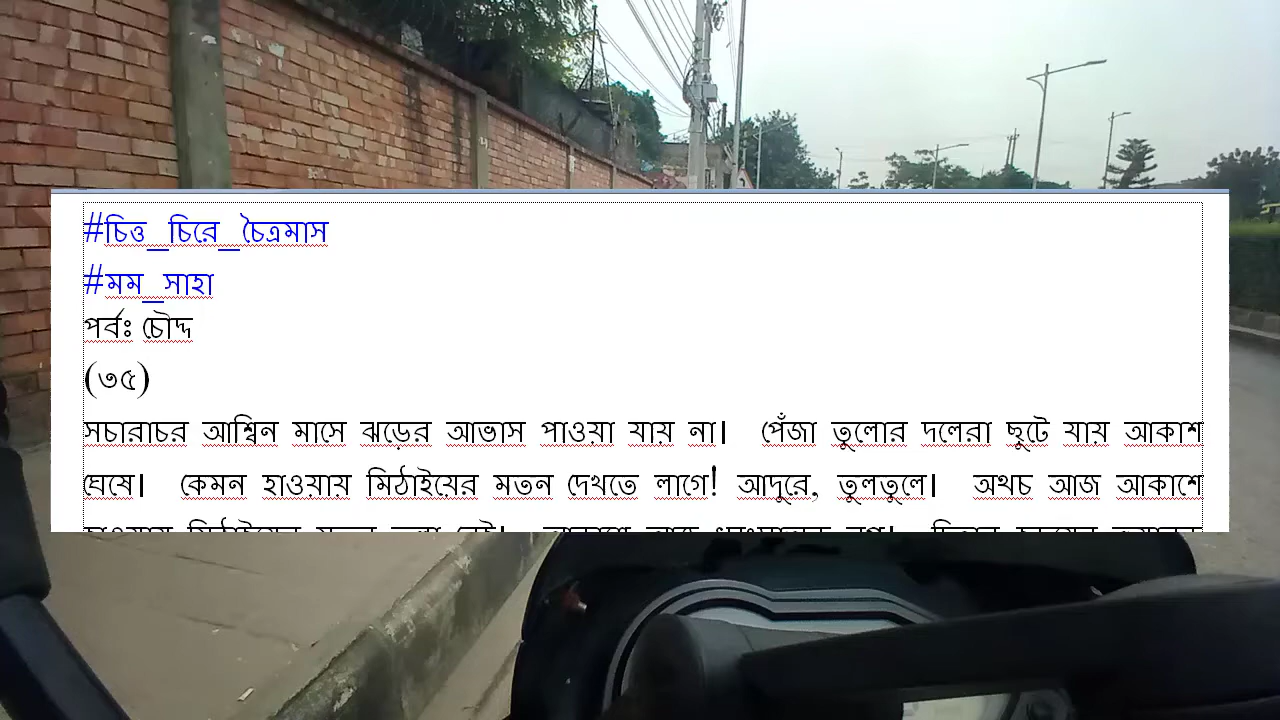 #চিত্ত_চিরে_চৈত্রমাস
#মম_সাহা
পর্বঃ চৌদ্দ
(৩৫)
সচারাচর আশ্বিন মাসে ঝড়ের আভাস পাওয়া যায় না। পেঁজা তুলোর দলেরা ছুটে যায় আকাশ
ঘেষে। কেমন হাওয়ায় মিঠাইয়ের মতন দেখতে লাগে! আদুরে, তুলতুলে। অথচ আজ আকাশে